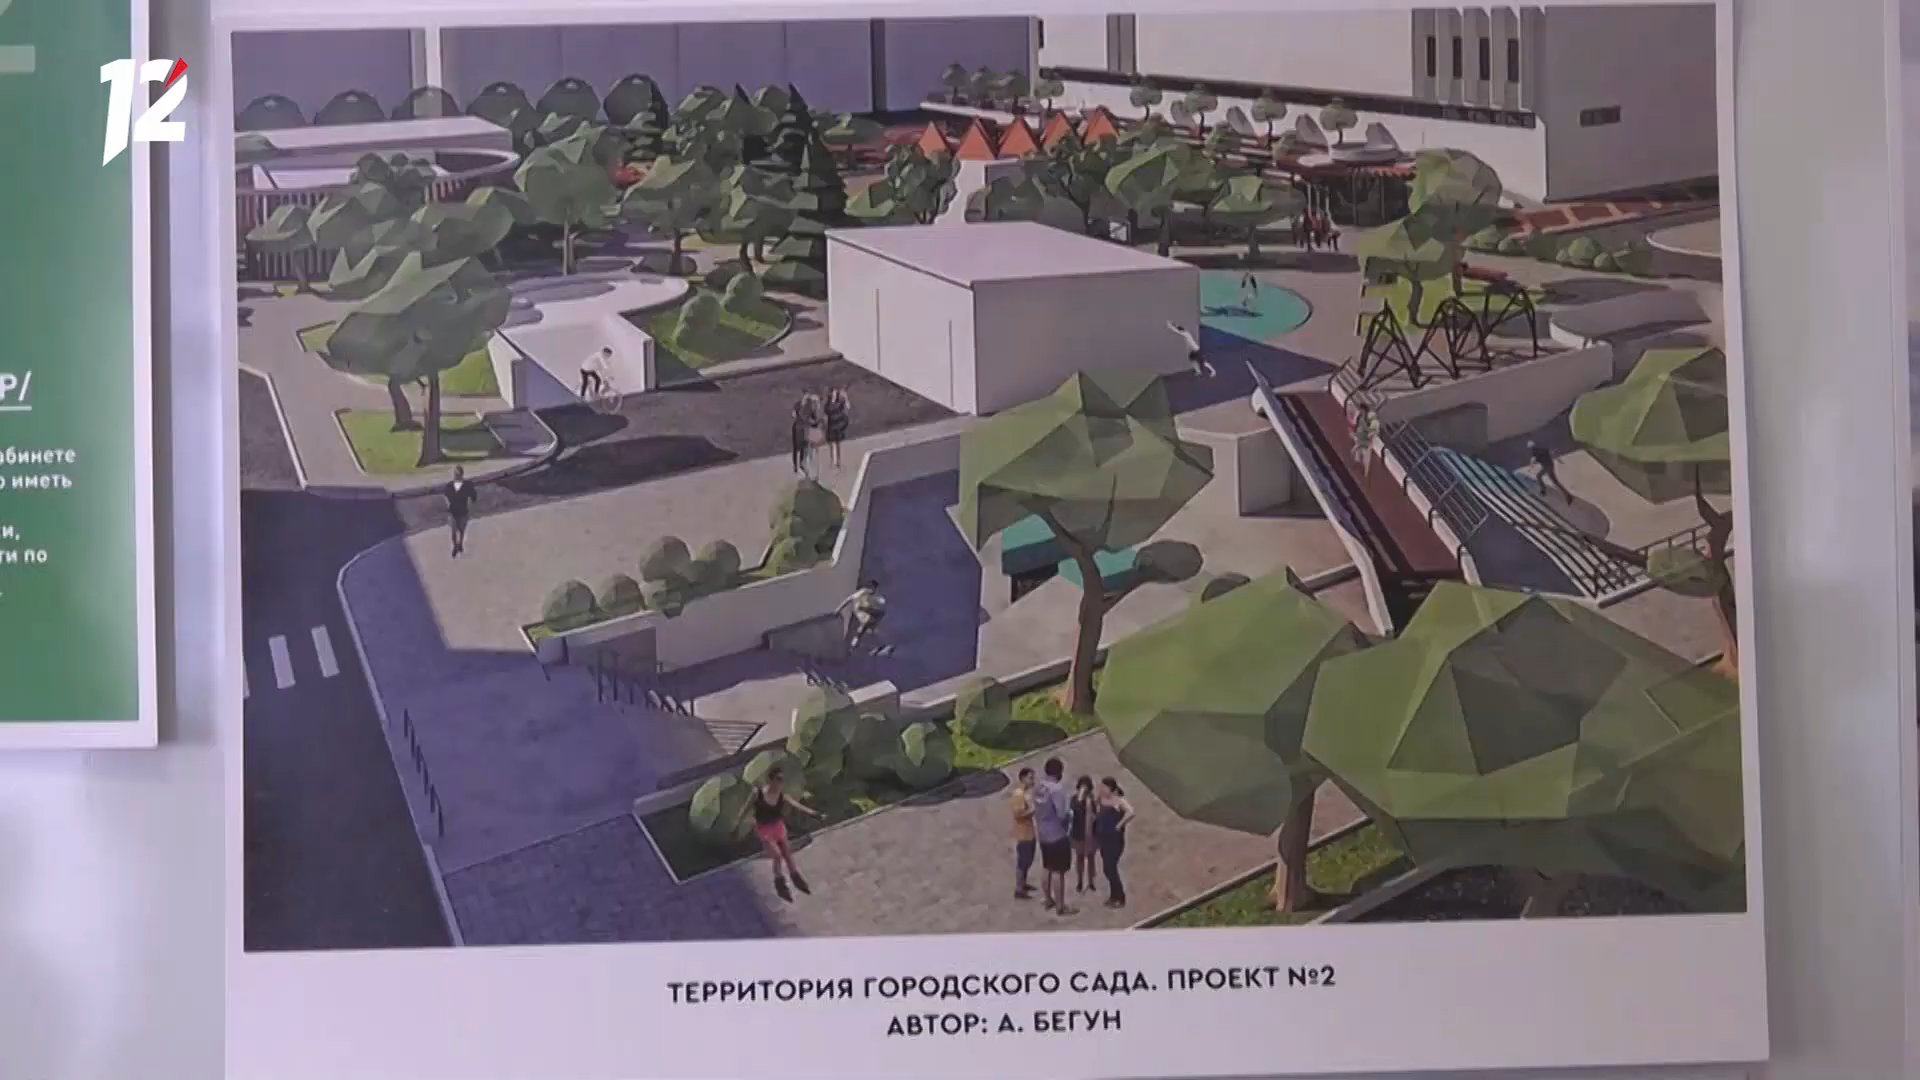 12
Р/
абинете
о иметь
и,
ти по
ТЕРРИТОРИЯ ГОРОДСКОГО САДА. ПРОЕКТ №2
АВТОР: А. БЕГУН